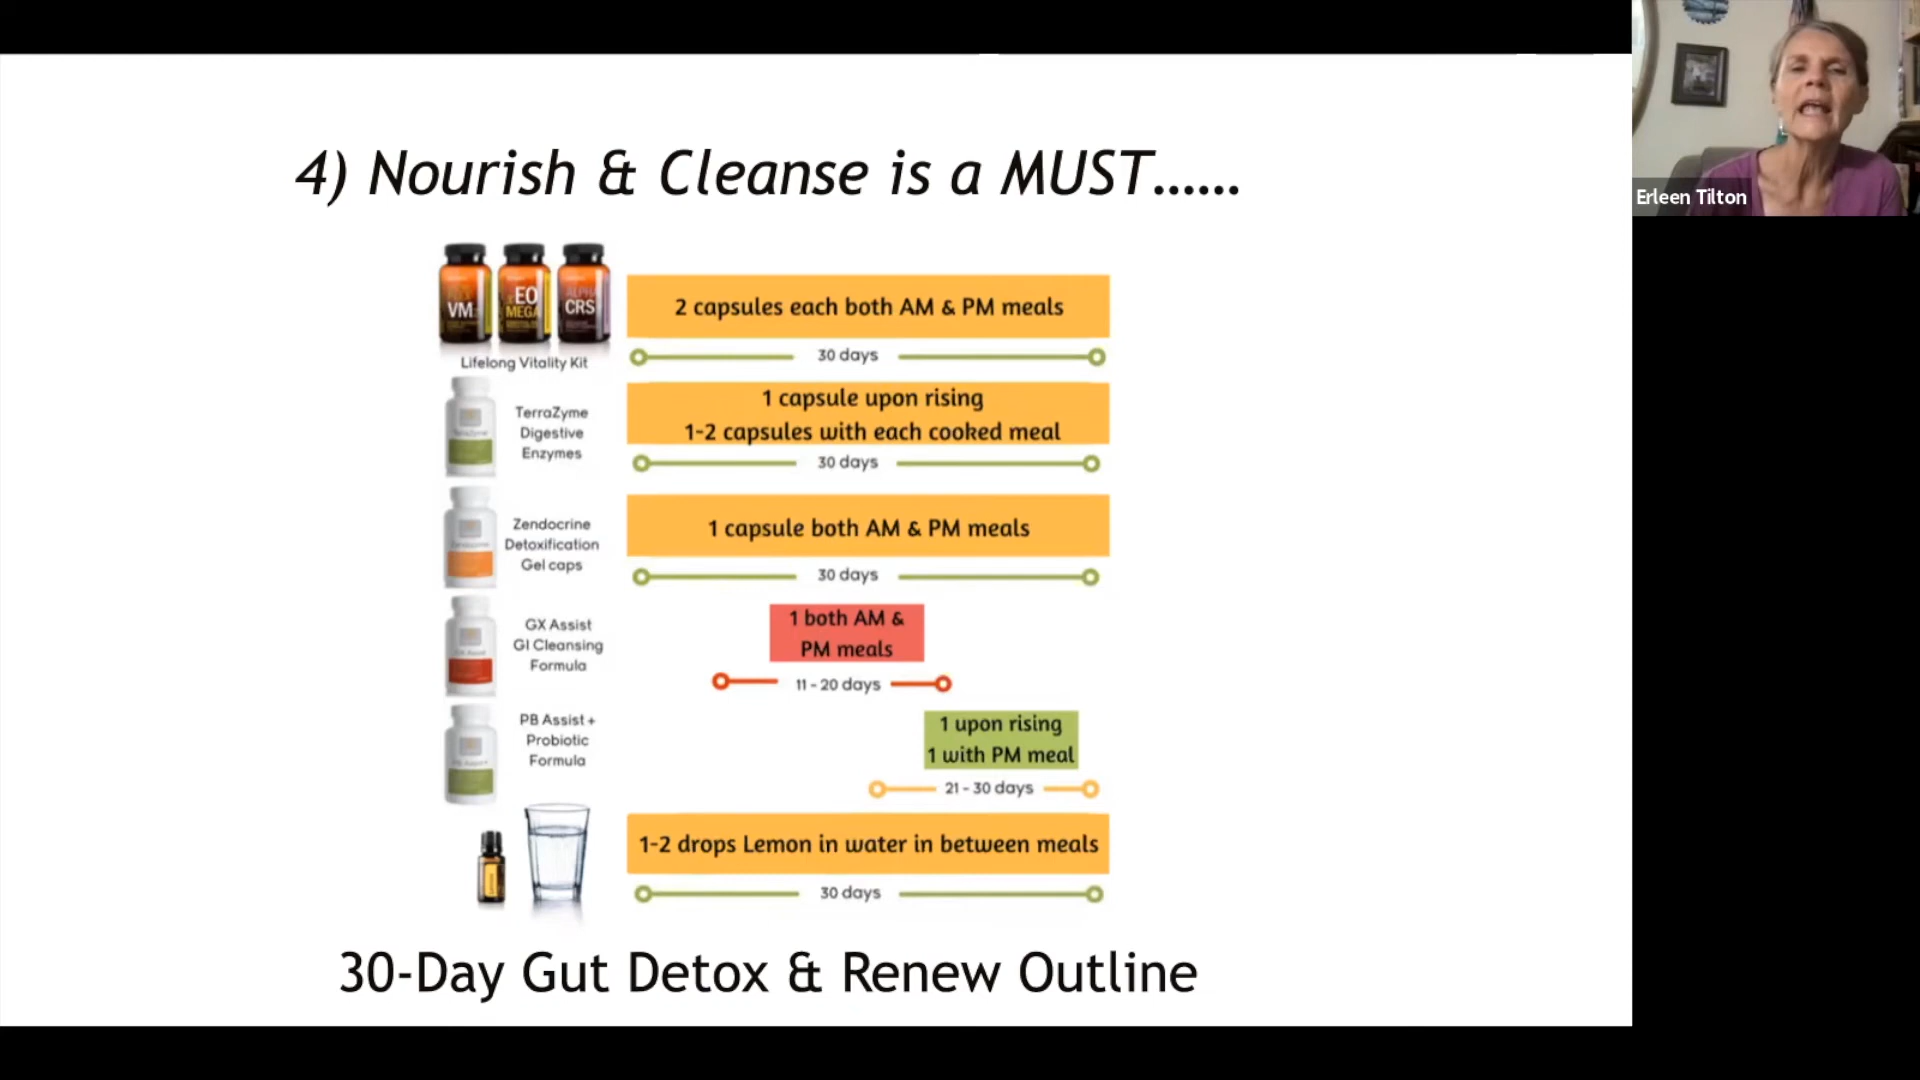 4) Nourish & Cleanse is a MUST......
Erleen Tilton
VM
EO
MEGA
ALPHA
CRS
Lifelong Vitality Kit
2 capsules each both AM & PM meals
30 days
TerraZyme
Digestive
Enzymes
1 capsule upon rising
1-2 capsules with each cooked meal
30 days
Zendocrine
Detoxification
Gel caps
1 capsule both AM & PM meals
30 days
GX Assist
GI Cleansing
Formula
1 both AM &
PM meals
11 - 20 days
PB Assist +
Probiotic
Formula
1 upon rising
1 with PM meal
21 - 30 days
1-2 drops Lemon in water in between meals
30 days
30-Day Gut Detox & Renew Outline